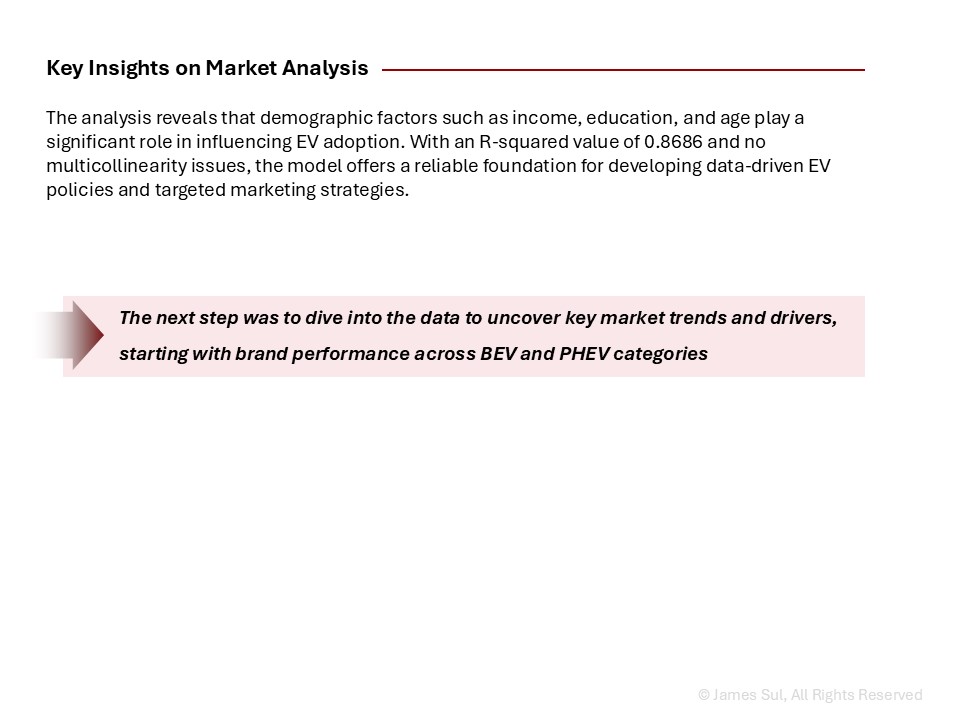 Key Insights on Market Analysis
The analysis reveals that demographic factors such as income, education, and age play a
significant role in influencing EV adoption. With an R-squared value of 0.8686 and no
multicollinearity issues, the model offers a reliable foundation for developing data-driven EV
policies and targeted marketing strategies.
The next step was to dive into the data to uncover key market trends and drivers,
starting with brand performance across BEV and PHEV categories
© James Sul, All Rights Reserved